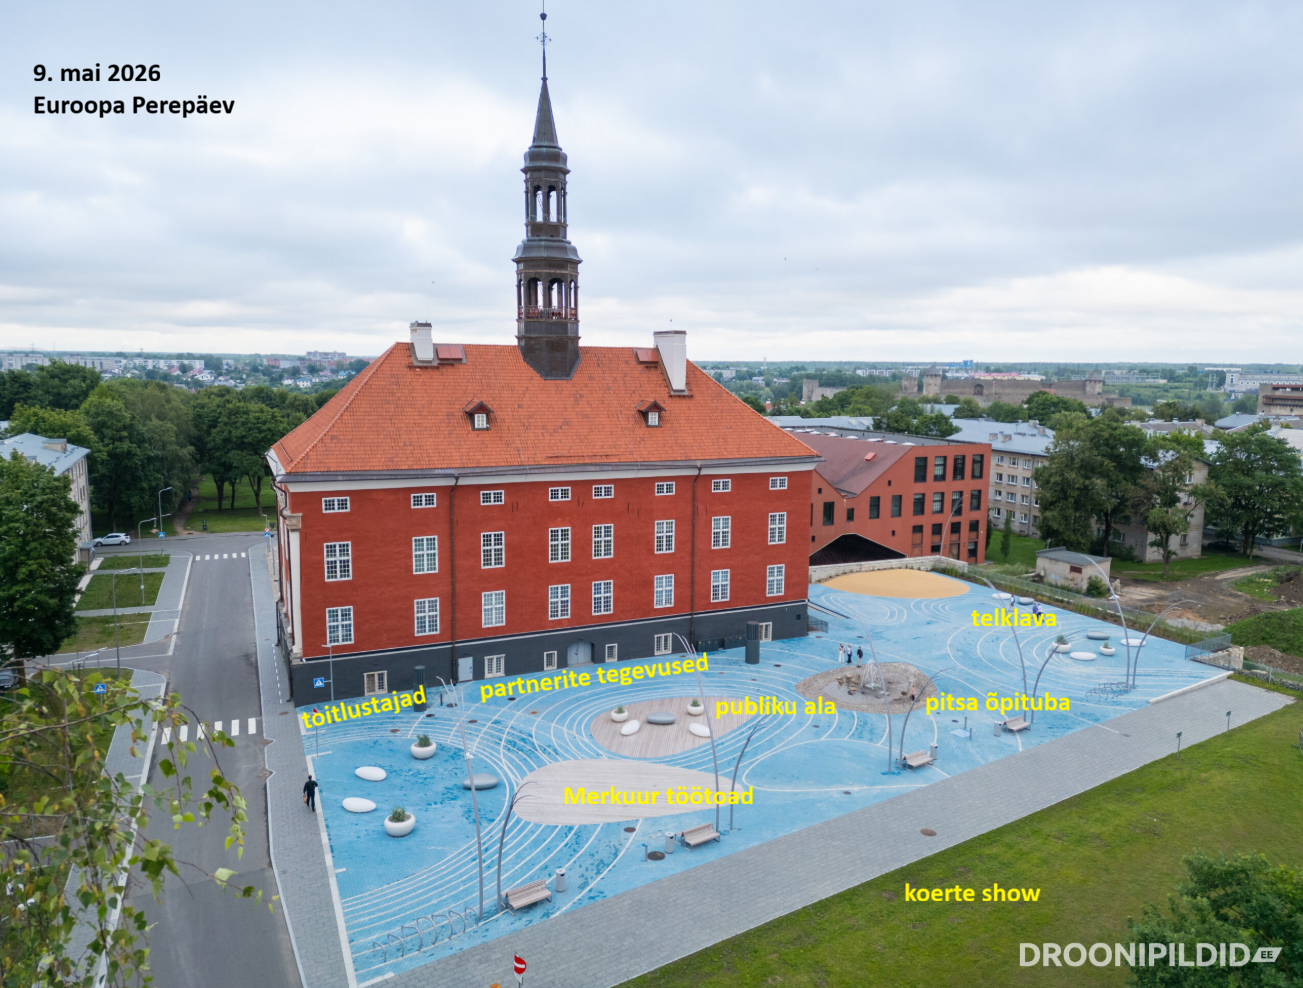 9. mai 2026
Euroopa Perepäev
telklava
partnerite tegevused
toitlustajad
publiku ala
pitsa õpituba
Merkuur töötoad
koerte show
DROONIPILDID EE